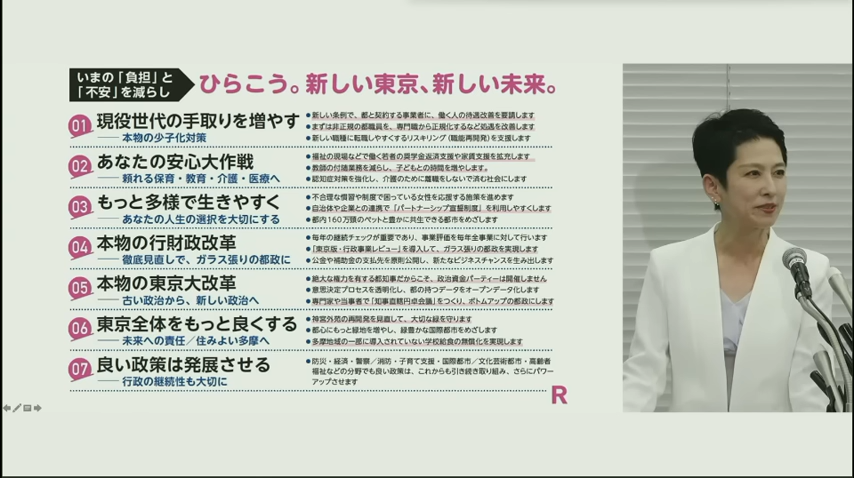 いまの「負担」と
「不安」を減らし
ひらこう。新しい東京、新しい未来。
01 現役世代の手取りを増やす
本物の少子化対策
●新しい条例で、都と契約する事業者に、働く人の待遇改善を要請します
●まずは非正規の都職員を、専門職から正規化するなど処遇を改善します
●新しい職種に転職しやすくするリスキリング(職能再開発)を支援します
02 あなたの安心大作戦
頼れる保育・教育・介護・医療へ
●福祉の現場などで働く若者の奨学金返済支援や家賃支援を拡充します
●教師の付随業務を減らし、子どもとの時間を増やします。
●認知症対策を強化し、介護のために離職をしないで済む社会にします
03 もっと多様で生きやすく
あなたの人生の選択を大切にする
●不合理な慣習や制度で困っている女性を応援する施策を進めます
●自治体や企業との連携で「パートナーシップ宣誓制度」を利用しやすくします
●都内160万頭のペットと豊かに共生できる都市をめざします
04 本物の行財政改革
徹底見直しで、ガラス張りの都政に
●毎年の継続チェックが重要であり、事業評価を毎年全事業に対して行います
●「東京版・行政事業レビュー」を導入して、ガラス張りの都政を実現します
●公金や補助金の支払先を原則公開し、新たなビジネスチャンスを生み出します
05 本物の東京大改革
古い政治から、新しい政治へ
●絶大な権力を有する都知事だからこそ、政治資金パーティーは開催しません
●意思決定プロセスを透明化し、都の持つデータをオープンデータ化します
●専門家や当事者で「知事直轄円卓会議」をつくり、ボトムアップの都政にします
06 東京全体をもっと良くする
未来への責任/住みよい多摩へ
●神宮外苑の再開発を見直して、大切な緑を守ります
●都心にもっと緑地を増やし、緑豊かな国際都市をめざします
●多摩地域の一部に導入されていない学校給食の無償化を実現します
07 良い政策は発展させる
行政の継続性も大切に
●防災・経済・警察/消防・子育て支援・国際都市/文化芸術都市・高齢者
福祉などの分野でも良い政策は、これからも引き続き取り組み、さらにパワー
アップさせます
R